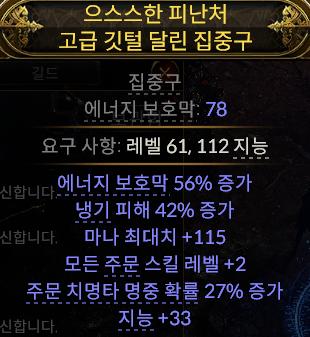 으스스한 피난처
고급 깃털 달린 집중구
길드
집중구
에너지 보호막: 78
요구 사항: 레벨 61, 112 지능
에너지 보호막 56% 증가
신합니다.
냉기 피해 42% 증가
마나 최대치 +115
신합니다.
모든 주문 스킬 레벨 +2
주문 치명타 명중 확률 27% 증가
지능 +33
신합니다.